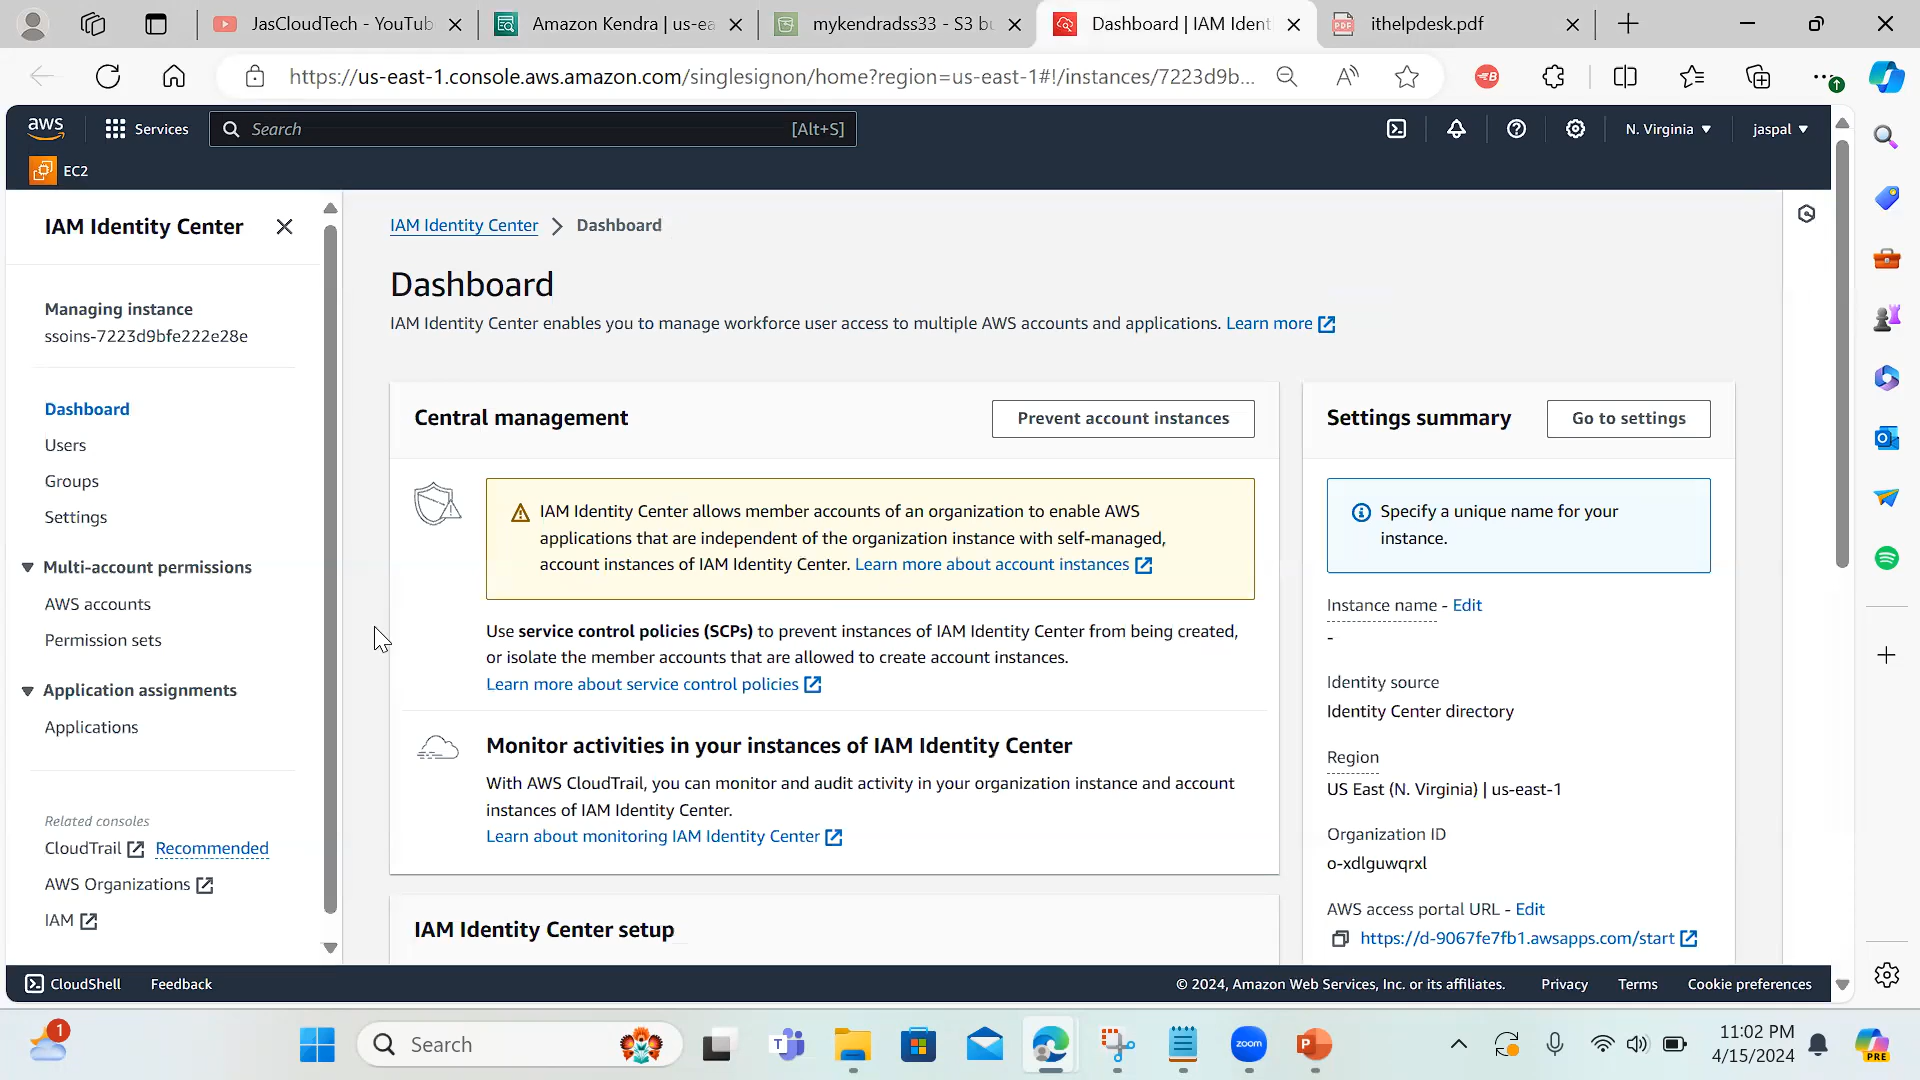 JasCloudTech - YouTub
Amazon Kendra | us-ea
mykendradss33 - S3 bu
Dashboard | IAM Ident
PDF
ithelpdesk.pdf
https://us-east-1.console.aws.amazon.com/singlesignon/home?region=us-east-1#!/instances/7223d9b...
aws
Services
Search
[Alt+S]
N. Virginia
jaspal
EC2
IAM Identity Center
Managing instance
ssoins-7223d9bfe222e28e
Dashboard
Users
Groups
Settings
Multi-account permissions
AWS accounts
Permission sets
Application assignments
Applications
Related consoles
CloudTrail Recommended
AWS Organizations
IAM
IAM Identity Center > Dashboard
Dashboard
IAM Identity Center enables you to manage workforce user access to multiple AWS accounts and applications. Learn more
Central management
Prevent account instances
IAM Identity Center allows member accounts of an organization to enable AWS
applications that are independent of the organization instance with self-managed,
account instances of IAM Identity Center. Learn more about account instances
Use service control policies (SCPs) to prevent instances of IAM Identity Center from being created,
or isolate the member accounts that are allowed to create account instances.
Learn more about service control policies
Monitor activities in your instances of IAM Identity Center
With AWS CloudTrail, you can monitor and audit activity in your organization instance and account
instances of IAM Identity Center.
Learn about monitoring IAM Identity Center
IAM Identity Center setup
Settings summary
Go to settings
Specify a unique name for your
instance.
Instance name - Edit
-
Identity source
Identity Center directory
Region
US East (N. Virginia) | us-east-1
Organization ID
o-xdlguwqrxl
AWS access portal URL - Edit
https://d-9067fe7fb1.awsapps.com/start
CloudShell
Feedback
© 2024, Amazon Web Services, Inc. or its affiliates.
Privacy
Terms
Cookie preferences
1
Search
zoom
11:02 PM
4/15/2024
PRE